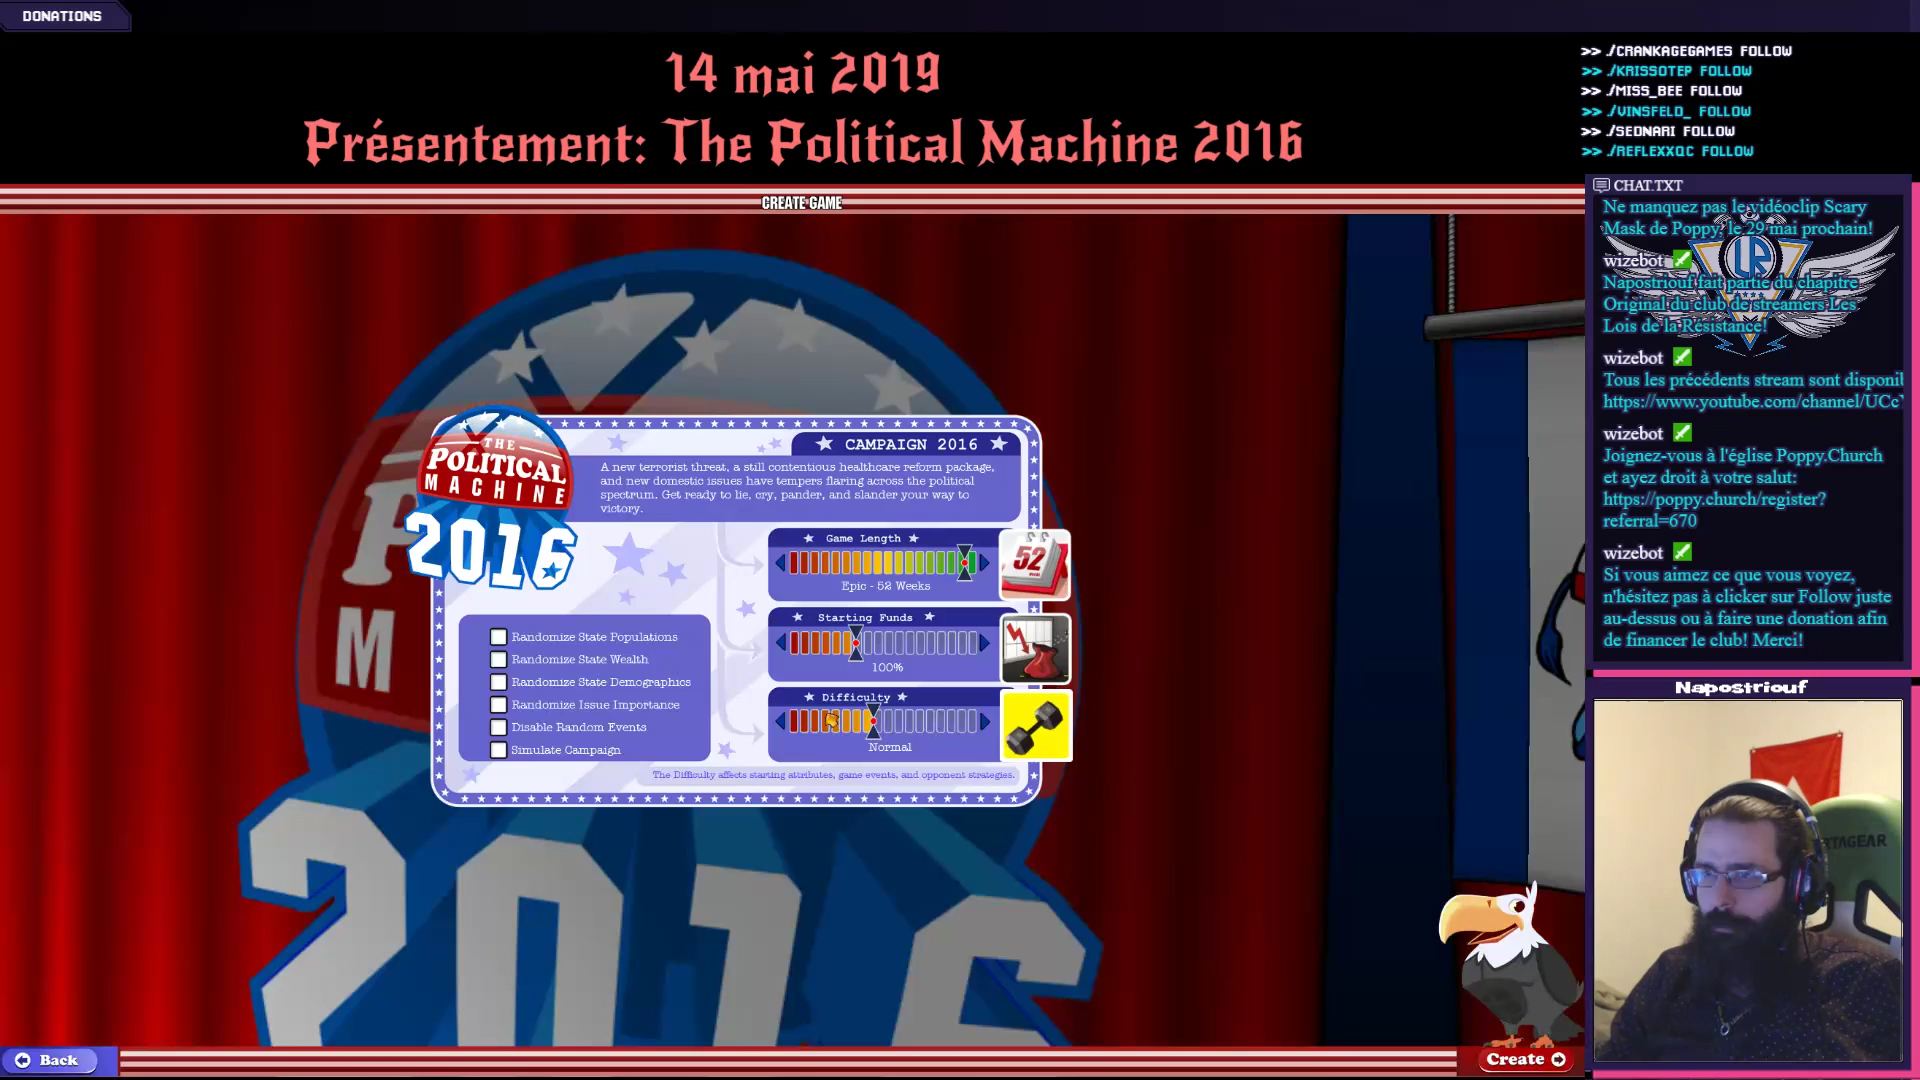 DONATIONS
14 mai 2019
Présentement: The Political Machine 2016
>> ./CRANKAGEGAMES FOLLOW
>> ./KRISSOTEP FOLLOW
>> ./MISS_BEE FOLLOW
>> ./VINSFELD_ FOLLOW
>> ./SEDNARI FOLLOW
>> ./REFLEXXQC FOLLOW
CREATE GAME
THE
POLITICAL
MACHINE
2016
CAMPAIGN 2016
A new terrorist threat, a still contentious healthcare reform package,
and new domestic issues have tempers flaring across the political
spectrum. Get ready to lie, cry, pander, and slander your way to
victory.
Game Length
Epic - 52 Weeks
52
Starting Funds
100%
Difficulty
Normal
Randomize State Populations
Randomize State Wealth
Randomize State Demographics
Randomize Issue Importance
Disable Random Events
Simulate Campaign
The Difficulty affects starting attributes, game events, and opponent strategies.
P
M
2016
Back
Create
CHAT.TXT
Ne manquez pas le vidéoclip Scary
Mask de Poppy, le 29 mai prochain!
wizebot
Napostriouf fait partie du chapitre
Original du club de streamers Les
Lois de la Résistance!
wizebot
Tous les précédents stream sont disponil
https://www.youtube.com/channel/UCcY
wizebot
Joignez-vous à l'église Poppy.Church
et ayez droit à votre salut:
https://poppy.church/register?
referral=670
wizebot
Si vous aimez ce que vous voyez,
n'hésitez pas à clicker sur Follow juste
au-dessus ou à faire une donation afin
de financer le club! Merci!
LR
Napostriouf